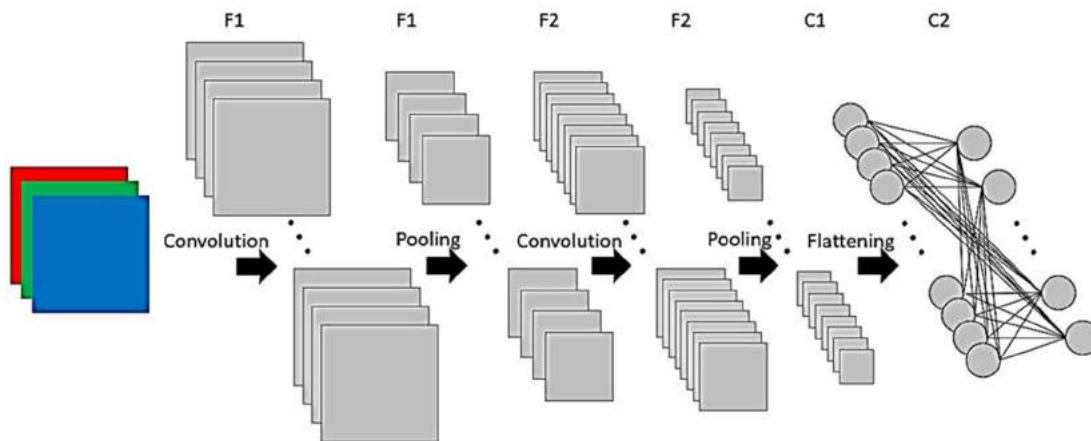 F1 F1 F2 F2 C1 C2
Convolution Pooling Convolution Pooling Flattening